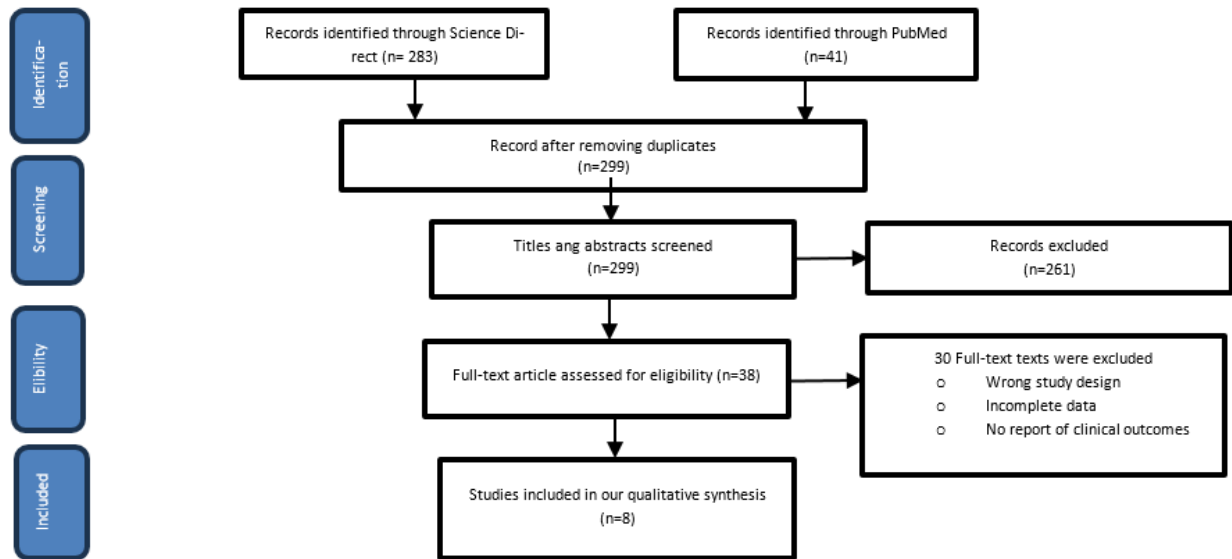 Identifica-
tion
Records identified through Science Di-
rect (n= 283)
Records identified through PubMed
(n=41)
Record after removing duplicates
(n=299)
Screening
Titles ang abstracts screened
(n=299)
Records excluded
(n=261)
Elibility
Full-text article assessed for eligibility (n=38)
30 Full-text texts were excluded
o Wrong study design
o Incomplete data
o No report of clinical outcomes
Included
Studies included in our qualitative synthesis
(n=8)